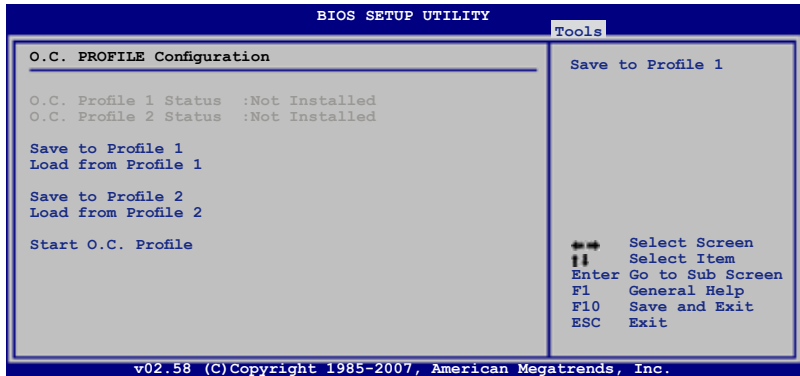 BIOS SETUP UTILITY
Tools
O.C. PROFILE Configuration
O.C. Profile 1 Status :Not Installed
O.C. Profile 2 Status :Not Installed
Save to Profile 1
Load from Profile 1
Save to Profile 2
Load from Profile 2
Start O.C. Profile
Save to Profile 1
Select Screen
Select Item
Enter Go to Sub Screen
F1 General Help
F10 Save and Exit
ESC Exit
v02.58 (C)Copyright 1985-2007, American Megatrends, Inc.